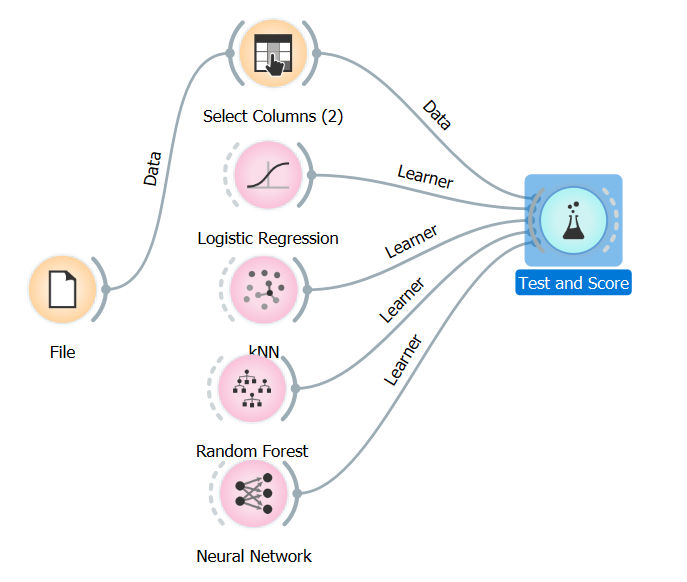 Select Columns (2)
Data
Data
Learner
Logistic Regression
Learner
Test and Score
File
kNN
Learner
Learner
Random Forest
Neural Network